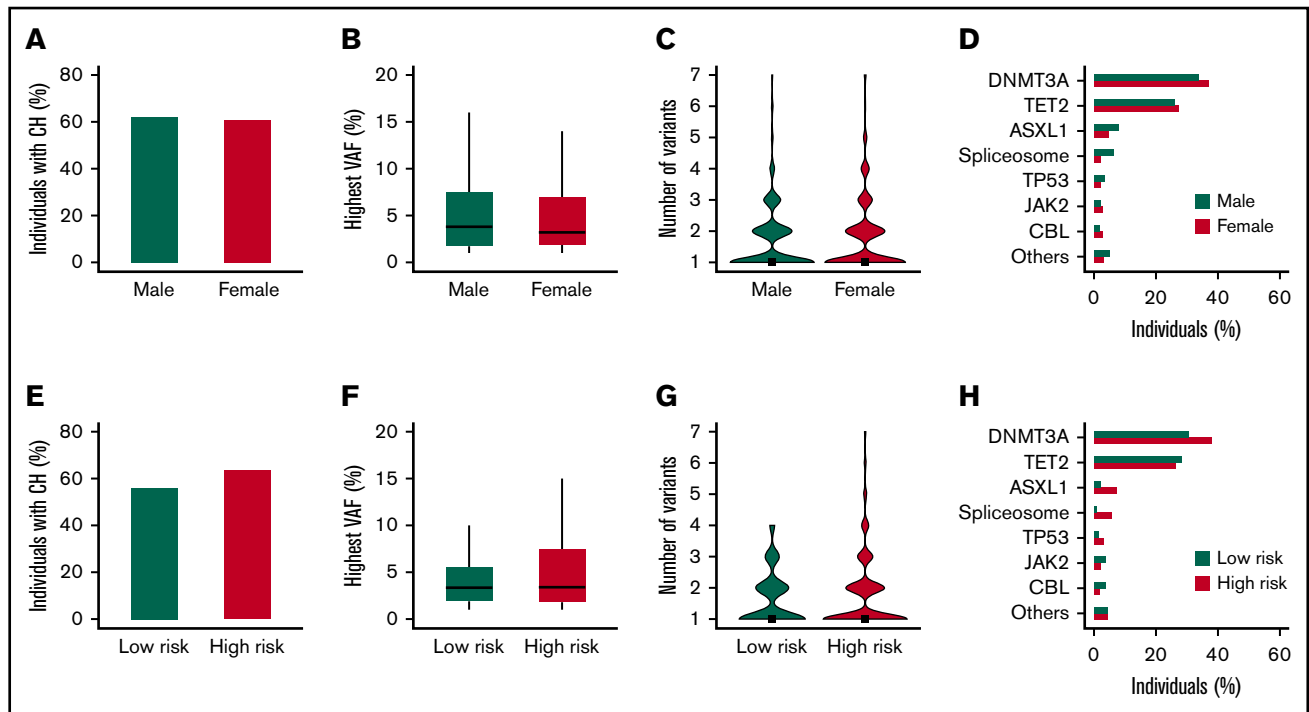 A
Individuals with CH (%)
80
60
40
20
0
Male
Female
B
Highest VAF (%)
20
15
10
5
0
Male
Female
C
Number of variants
7
6
5
4
3
2
1
Male
Female
D
DNMT3A
TET2
ASXL1
Spliceosome
TP53
JAK2
CBL
Others
Male
Female
0
20
40
60
Individuals (%)
E
Individuals with CH (%)
80
60
40
20
0
Low risk
High risk
F
Highest VAF (%)
20
15
10
5
0
Low risk
High risk
G
Number of variants
7
6
5
4
3
2
1
Low risk
High risk
H
DNMT3A
TET2
ASXL1
Spliceosome
TP53
JAK2
CBL
Others
Low risk
High risk
0
20
40
60
Individuals (%)